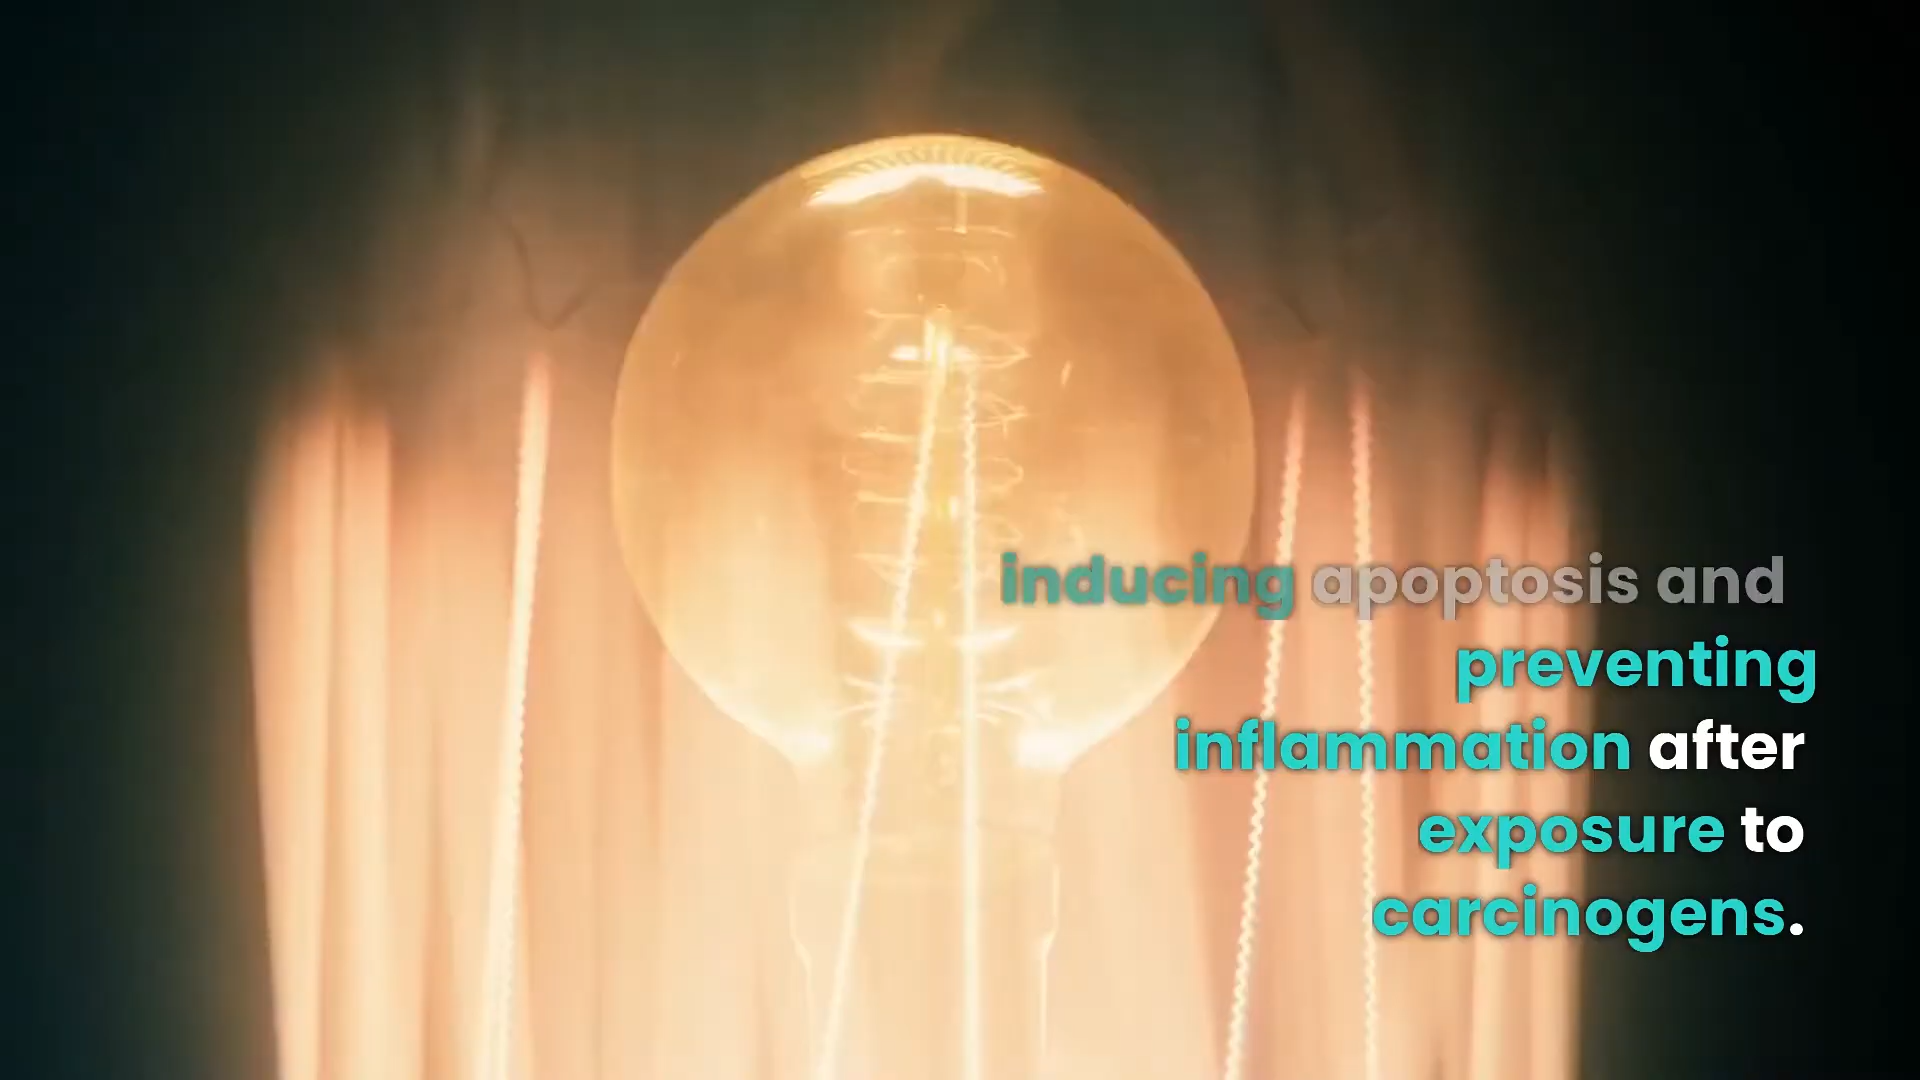 inducing apoptosis and
preventing
inflammation after
exposure to
carcinogens.